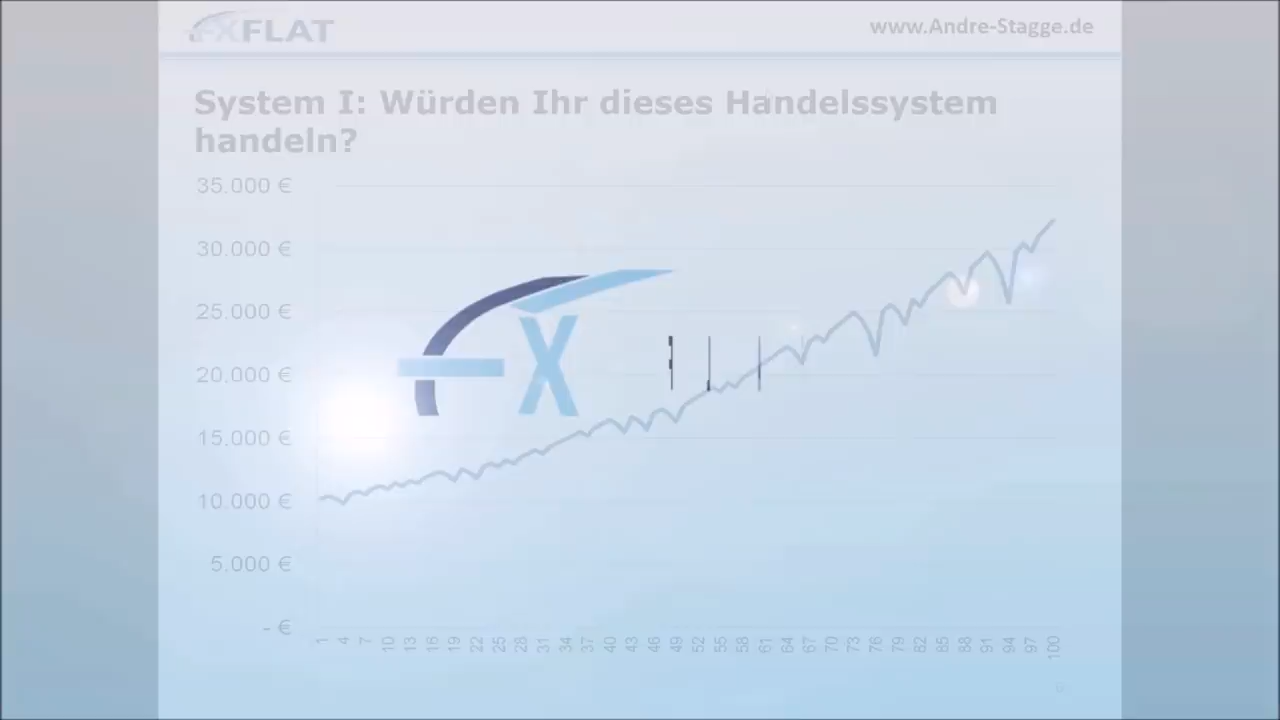 FXFLAT
www.Andre-Stagge.de
System I: Würden Ihr dieses Handelssystem
handeln?
35.000 €
30.000 €
25.000 €
20.000 €
15.000 €
10.000 €
5.000 €
- €
FX
1 4 7 10 13 16 19 22 25 28 31 34 37 40 43 46 49 52 55 58 61 64 67 70 73 76 79 82 85 88 91 94 97 100